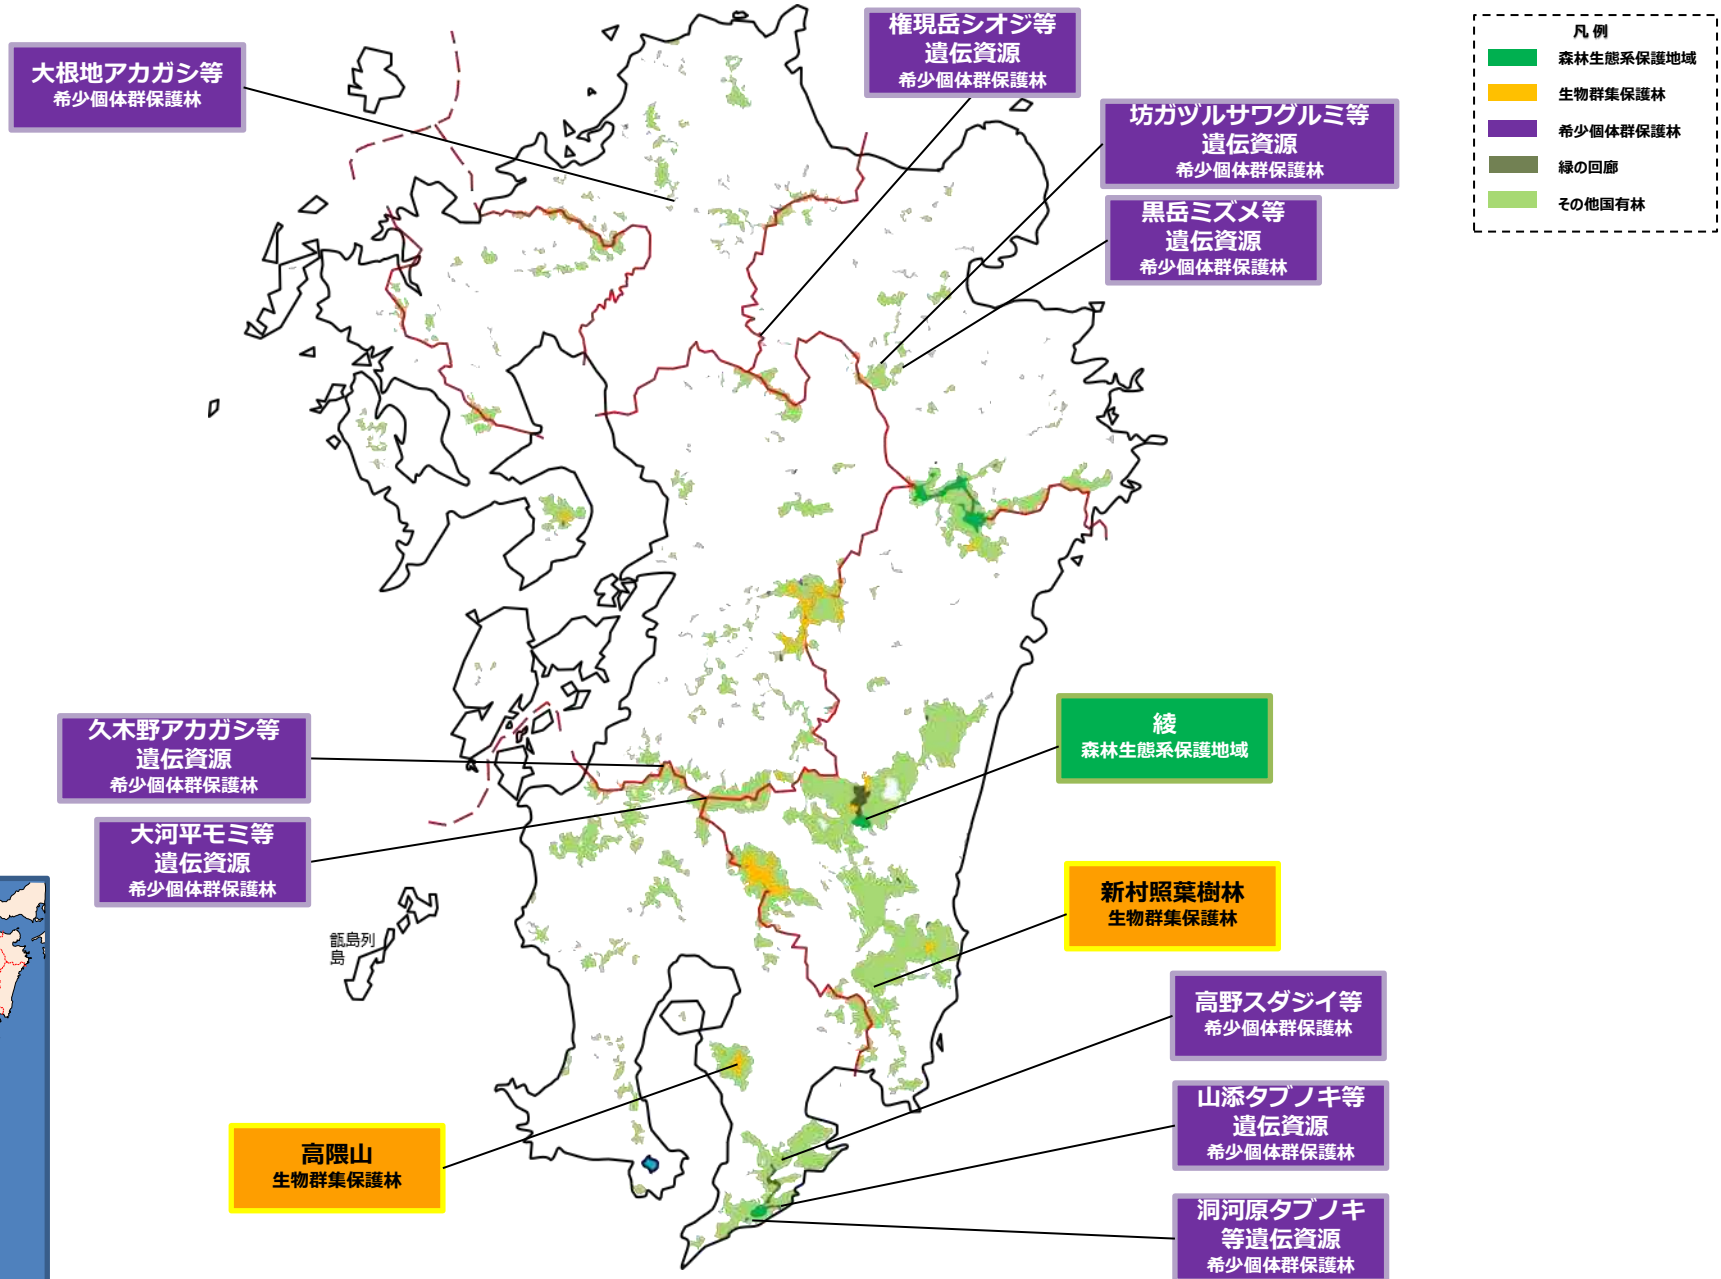 大根地アカガシ等
希少個体群保護林
権現岳シオジ等
遺伝資源
希少個体群保護林
坊ガヅルサワグルミ等
遺伝資源
希少個体群保護林
黒岳ミズメ等
遺伝資源
希少個体群保護林
凡例
森林生態系保護地域
生物群集保護林
希少個体群保護林
緑の回廊
その他国有林
久木野アカガシ等
遺伝資源
希少個体群保護林
大河平モミ等
遺伝資源
希少個体群保護林
綾
森林生態系保護地域
新村照葉樹林
生物群集保護林
甑島列
島
高野スダジイ等
希少個体群保護林
山添タブノキ等
遺伝資源
希少個体群保護林
高隈山
生物群集保護林
洞河原タブノキ
等遺伝資源
希少個体群保護林